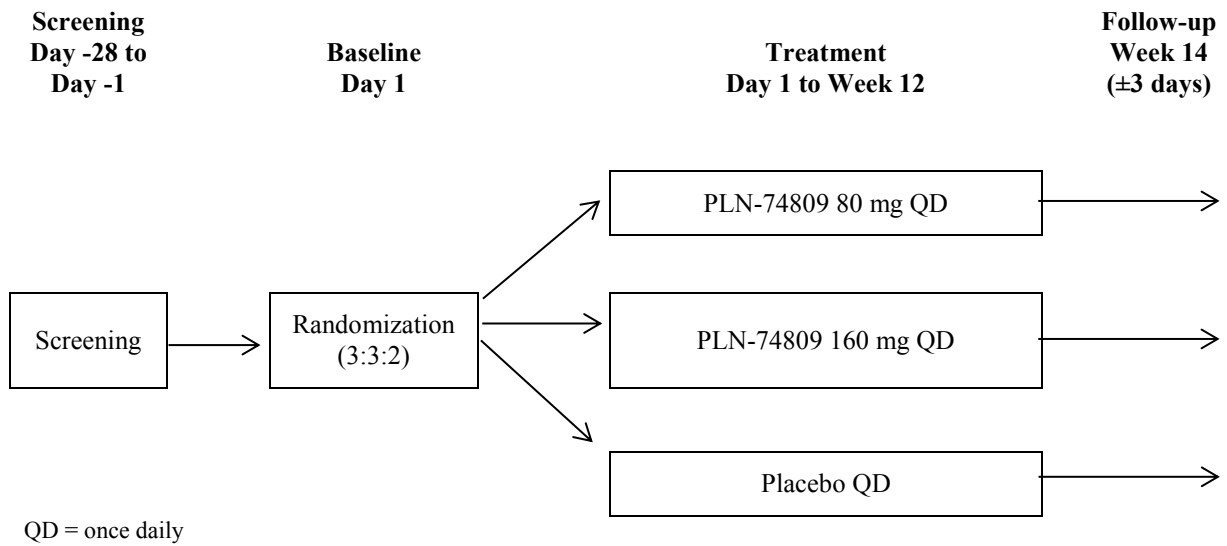 Screening
Day -28 to
Day -1
Baseline
Day 1
Treatment
Day 1 to Week 12
Follow-up
Week 14
(±3 days)
PLN-74809 80 mg QD
Screening
Randomization
(3:3:2)
PLN-74809 160 mg QD
Placebo QD
QD = once daily